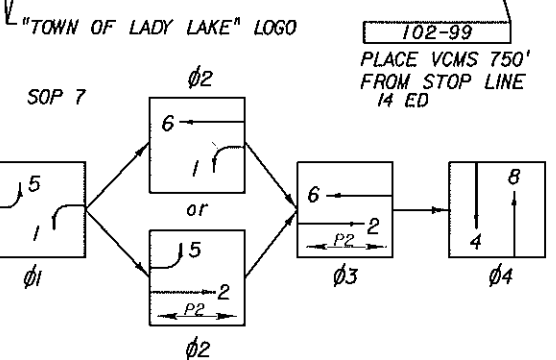 "TOWN OF LADY LAKE" LOGO
102-99
PLACE VCMS 750'
FROM STOP LINE
14 ED
SOP 7
ϕ2
6
1
or
5
1
ϕ1
5
2
P2
ϕ2
6
2
P2
ϕ3
8
4
ϕ4